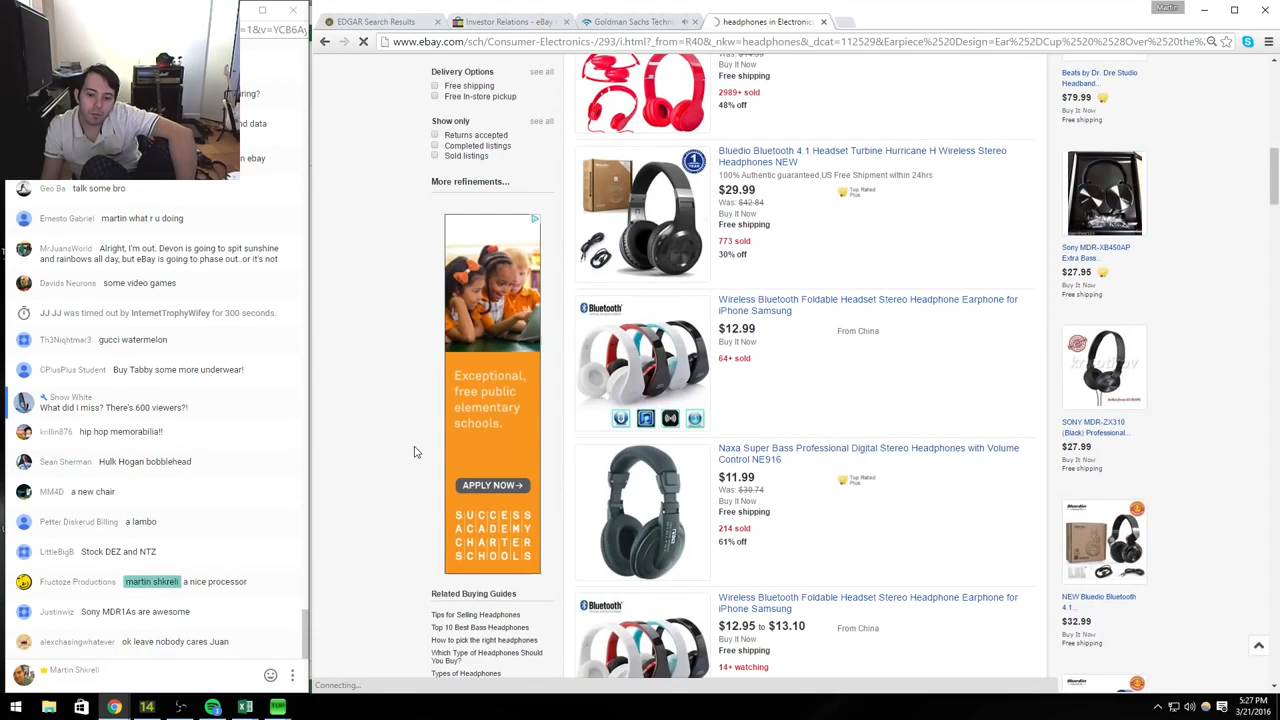 Martin
EDGAR Search Results
Investor Relations - eBay
Goldman Sachs Techn
headphones in Electronics
=1&v=YCB6Ay
www.ebay.com/sch/Consumer-Electronics-/293/i.html?_from=R40&_nkw=headphones&_dcat=112529&Earpiece%2520Design=Ear%252DCup%2520%2528Over%2520the%
nd data
n ebay
Geo Ba talk some bro
Ernesto Gabriel martin what r u doing
MrJuansWorld Alright, I'm out. Devon is going to spit sunshine
and rainbows all day, but eBay is going to phase out..or it's not
Davids Neurons some video games
JJ JJ was timed out by InternetTrophyWifey for 300 seconds.
Th3Niqhtmar3 gucci watermelon
CPlusPlus Student Buy Tabby some more underwear!
Snow White
What did I miss? There's 600 viewers?!
krillin876 hip hop memorabilia!!
Sean Sherman Hulk Hogan bobblehead
MM4D a new chair
Petter Diskerud Billing a lambo
LittleBigB Stock DEZ and NTZ
Fructoze Productions martin shkreli a nice processor
Justinwiz Sony MDR1As are awesome
alexchasingwhatever ok leave nobody cares Juan
Martin Shkreli
Delivery Options see all
Free shipping
Free In-store pickup
Show only see all
Returns accepted
Completed listings
Sold listings
More refinements...
Exceptional,
free public
elementary
schools.
APPLY NOW→
SUCCESS
ACADEMY
CHARTER
SCHOOLS
Related Buying Guides
Tips for Selling Headphones
Top 10 Best Bass Headphones
How to pick the right headphones
Which Type of Headphones Should
You Buy?
Types of Headphones
Connecting...
Buy It Now
Free shipping
2989+ sold
48% off
Bluedio Bluetooth 4.1 Headset Turbine Hurricane H Wireless Stereo
Headphones NEW
100% Authentic guaranteed,US Free Shipment within 24hrs
$29.99
Top Rated
Plus
Was: $42.84
Buy It Now
Free shipping
773 sold
30% off
Bluetooth
Wireless Bluetooth Foldable Headset Stereo Headphone Earphone for
iPhone Samsung
$12.99
From China
Buy It Now
64+ sold
Naxa Super Bass Professional Digital Stereo Headphones with Volume
Control NE916
$11.99
Top Rated
Plus
Was: $30.74
Buy It Now
Free shipping
214 sold
61% off
Bluetooth
Wireless Bluetooth Foldable Headset Stereo Headphone Earphone for
iPhone Samsung
$12.95 to $13.10
From China
Buy It Now
Free shipping
14+ watching
Beats by Dr. Dre Studio
Headband...
$79.99
Buy It Now
Free shipping
Sony MDR-XB450AP
Extra Bass...
$27.95
Buy It Now
Free shipping
SONY MDR-ZX310
(Black) Professional...
$27.99
Buy It Now
Free shipping
NEW Bluedio Bluetooth
4.1...
$32.99
Buy It Now
Free shipping
5:27 PM
3/21/2016